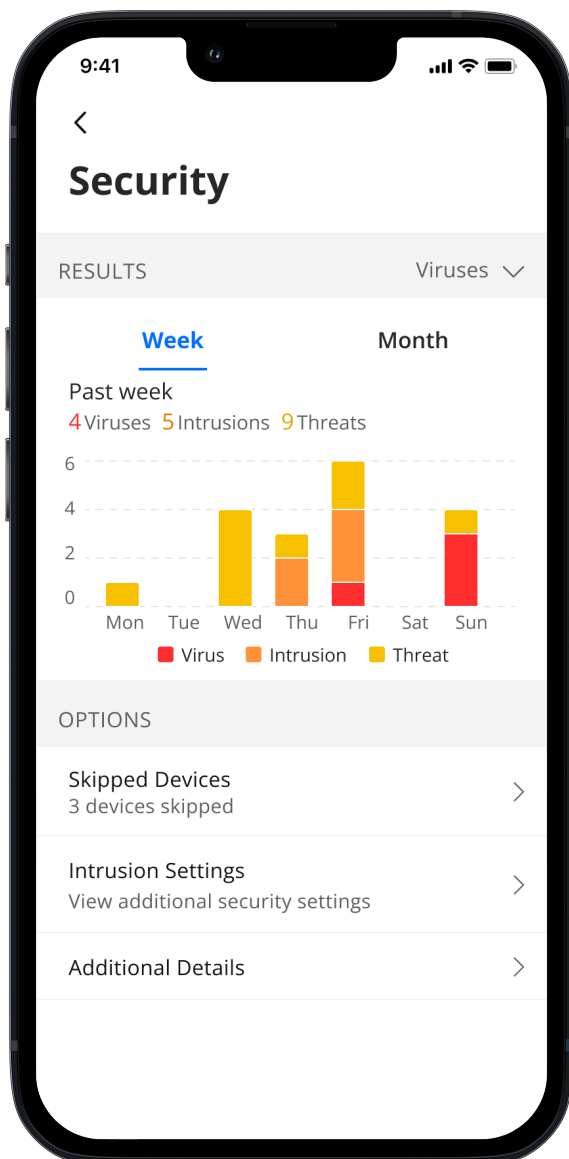 9:41
Security
RESULTS Viruses
Week Month
Past week
4 Viruses 5 Intrusions 9 Threats
6
4
2
0
Mon Tue Wed Thu Fri Sat Sun
Virus Intrusion Threat
OPTIONS
Skipped Devices
3 devices skipped
Intrusion Settings
View additional security settings
Additional Details